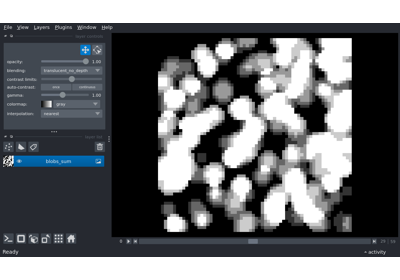 File View Layers Plugins Window Help
opacity: 1.00
blending: translucent_no_depth
contrast limits:
auto-contrast: once continuous
gamma: 1.00
colormap: gray
interpolation: nearest
blobs_sum
Ready activity